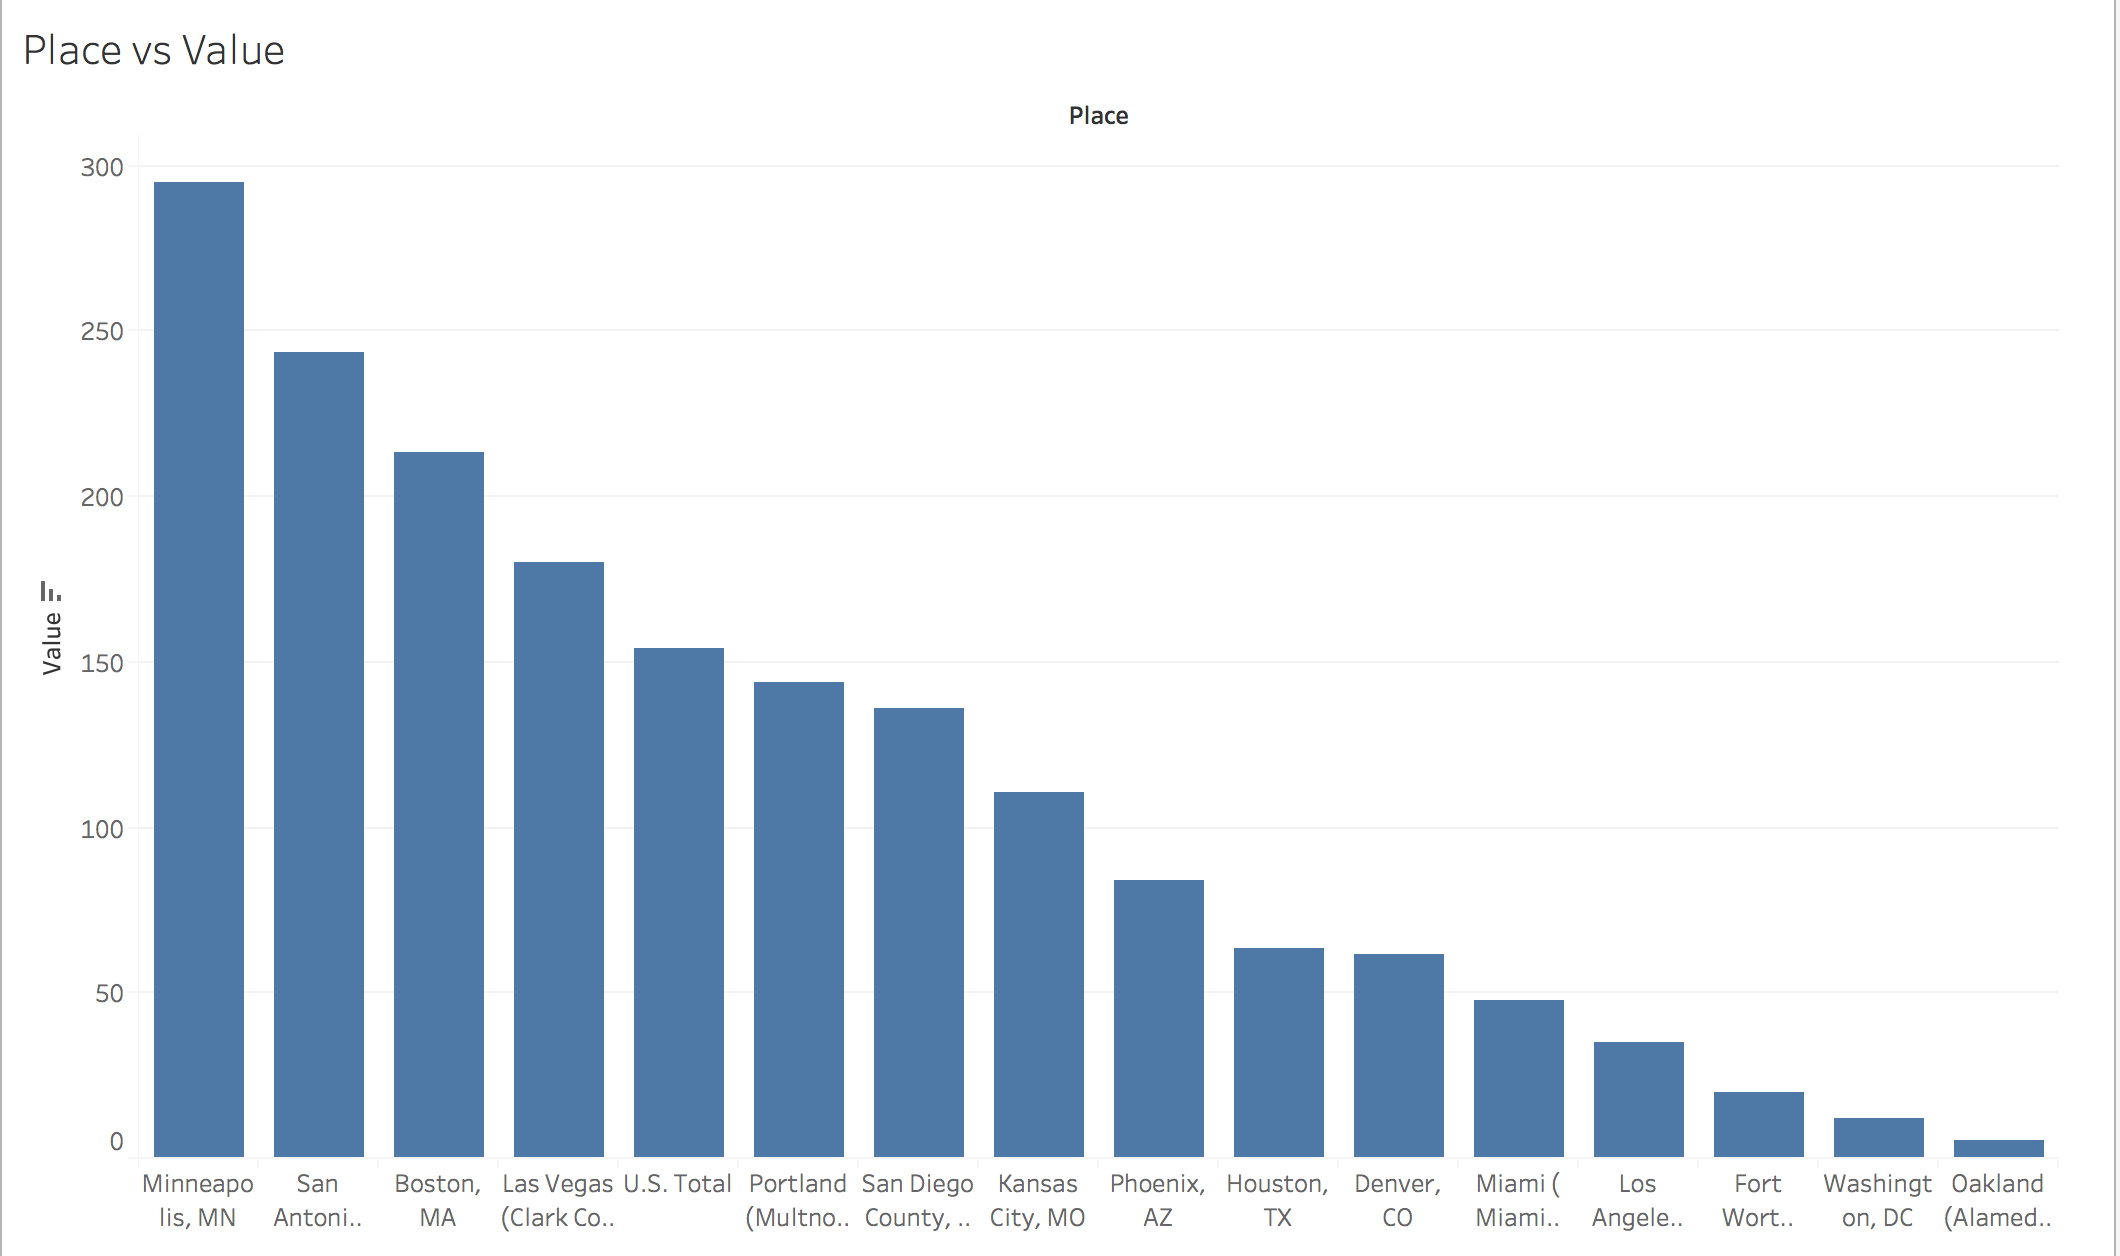 Place vs Value
Place
300
250
200
150
100
50
0
Value
Minneapo
lis, MN
San
Antoni..
Boston,
MA
Las Vegas
(Clark Co..
U.S. Total
Portland
(Multno..
San Diego
County, ..
Kansas
City, MO
Phoenix,
AZ
Houston,
TX
Denver,
CO
Miami (
Miami..
Los
Angele..
Fort
Wort..
Washingt
on, DC
Oakland
(Alamed..